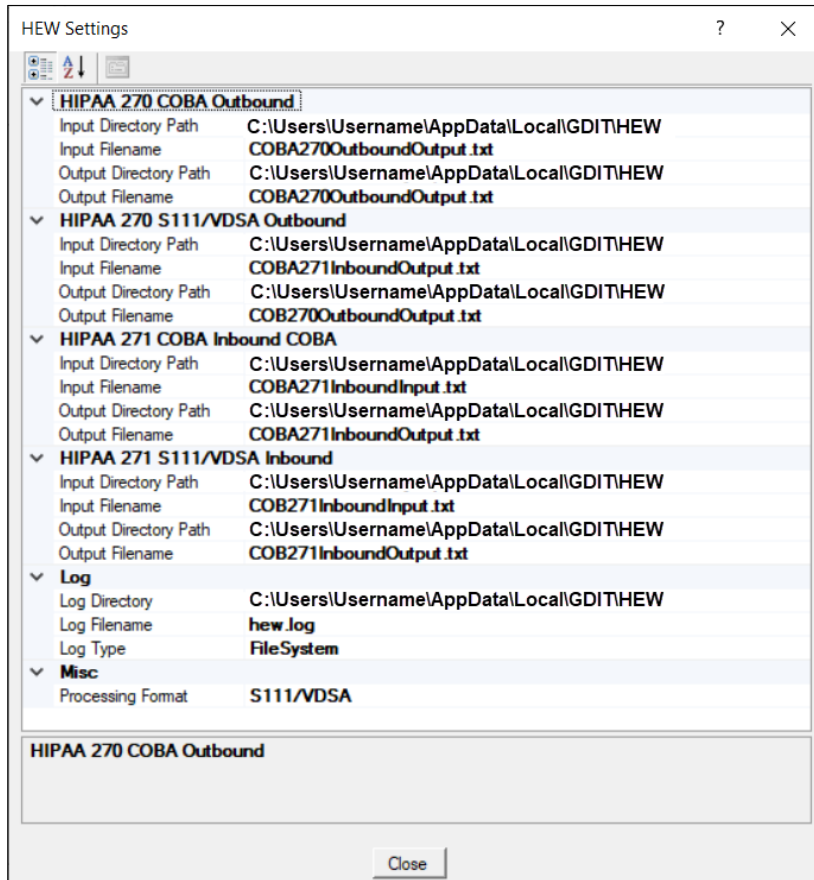 HEW Settings
HIPAA 270 COBA Outbound
Input Directory Path C:\Users\Username\AppData\Local\GDIT\HEW
Input Filename COBA270OutboundOutput.txt
Output Directory Path C:\Users\Username\AppData\Local\GDIT\HEW
Output Filename COBA270OutboundOutput.txt
HIPAA 270 S111/VDSA Outbound
Input Directory Path C:\Users\Username\AppData\Local\GDIT\HEW
Input Filename COBA271InboundOutput.txt
Output Directory Path C:\Users\Username\AppData\Local\GDIT\HEW
Output Filename COB270OutboundOutput.txt
HIPAA 271 COBA Inbound COBA
Input Directory Path C:\Users\Username\AppData\Local\GDIT\HEW
Input Filename COBA271InboundInput.txt
Output Directory Path C:\Users\Username\AppData\Local\GDIT\HEW
Output Filename COBA271InboundOutput.txt
HIPAA 271 S111/VDSA Inbound
Input Directory Path C:\Users\Username\AppData\Local\GDIT\HEW
Input Filename COB271InboundInput.txt
Output Directory Path C:\Users\Username\AppData\Local\GDIT\HEW
Output Filename COB271InboundOutput.txt
Log
Log Directory C:\Users\Username\AppData\Local\GDIT\HEW
Log Filename hew.log
Log Type FileSystem
Misc
Processing Format S111/VDSA
HIPAA 270 COBA Outbound
Close